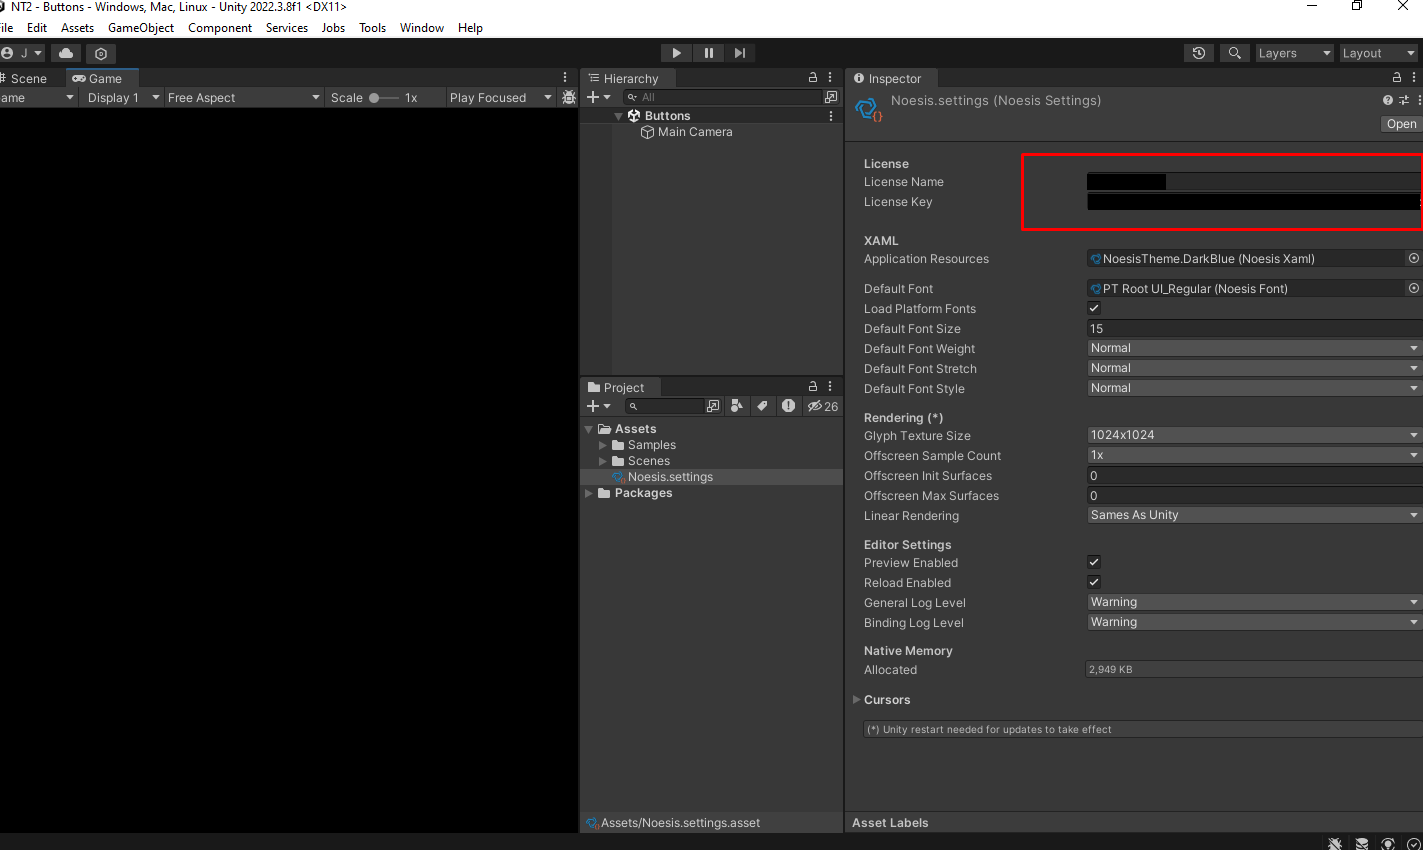 NT2 - Buttons - Windows, Mac, Linux - Unity 2022.3.8f1 <DX11>
ile Edit Assets GameObject Component Services Jobs Tools Window Help
J Layers Layout
Scene Game
ame Display 1 Free Aspect Scale 1x Play Focused
Hierarchy
All
Buttons
Main Camera
Project
26
Assets
Samples
Scenes
Noesis.settings
Packages
Assets/Noesis.settings.asset
Inspector
Noesis.settings (Noesis Settings)
Open
License
License Name
License Key
XAML
Application Resources NoesisTheme.DarkBlue (Noesis Xaml)
Default Font PT Root UI_Regular (Noesis Font)
Load Platform Fonts
Default Font Size 15
Default Font Weight Normal
Default Font Stretch Normal
Default Font Style Normal
Rendering (*)
Glyph Texture Size 1024x1024
Offscreen Sample Count 1x
Offscreen Init Surfaces 0
Offscreen Max Surfaces 0
Linear Rendering Sames As Unity
Editor Settings
Preview Enabled
Reload Enabled
General Log Level Warning
Binding Log Level Warning
Native Memory
Allocated 2,949 KB
Cursors
(*) Unity restart needed for updates to take effect
Asset Labels